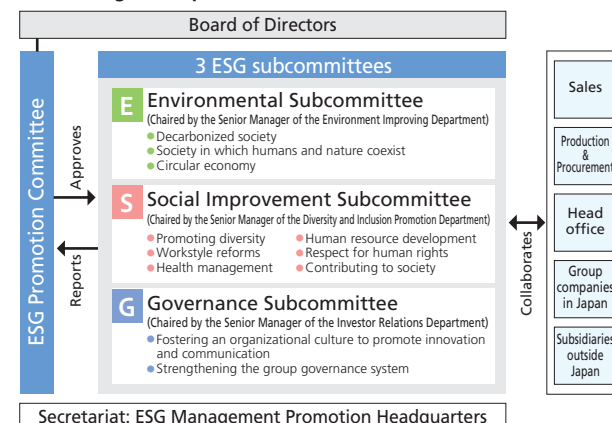 Board of Directors
ESG Promotion Committee
Approves
Reports
3 ESG subcommittees
E
Environmental Subcommittee
(Chaired by the Senior Manager of the Environment Improving Department)
Decarbonized society
Society in which humans and nature coexist
Circular economy
S
Social Improvement Subcommittee
(Chaired by the Senior Manager of the Diversity and Inclusion Promotion Department)
Promoting diversity
Workstyle reforms
Health management
Human resource development
Respect for human rights
Contributing to society
G
Governance Subcommittee
(Chaired by the Senior Manager of the Investor Relations Department)
Fostering an organizational culture to promote innovation
and communication
Strengthening the group governance system
Collaborates
Sales
Production
&
Procurement
Head
office
Group
companies
in Japan
Subsidiaries
outside
Japan
Secretariat: ESG Management Promotion Headquarters